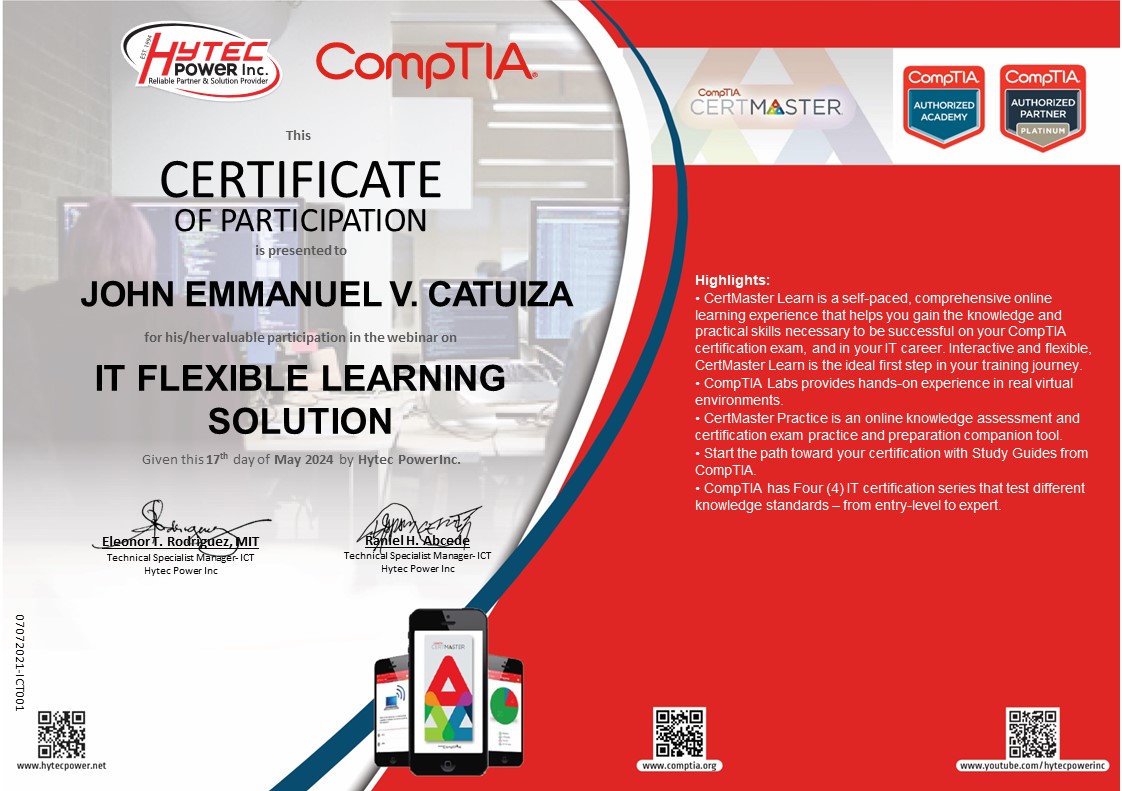 EST. 1994
HYTEC
POWER Inc.
Reliable Partner & Solution Provider
CompTIA®
This
CERTIFICATE
OF PARTICIPATION
is presented to
JOHN EMMANUEL V. CATUIZA
for his/her valuable participation in the webinar on
IT FLEXIBLE LEARNING
SOLUTION
Given this 17th day of May 2024 by Hytec PowerInc.
Eleonor T. Rodriguez, MIT
Technical Specialist Manager- ICT
Hytec Power Inc
Raniel H. Abcede
Technical Specialist Manager- ICT
Hytec Power Inc
07072021-ICT001
www.hytecpower.net
CERTMASTER
CompTIA
CERTMASTER
CompTIA
AUTHORIZED
ACADEMY
CompTIA
AUTHORIZED
PARTNER
PLATINUM
Highlights:
• CertMaster Learn is a self-paced, comprehensive online
learning experience that helps you gain the knowledge and
practical skills necessary to be successful on your CompTIA
certification exam, and in your IT career. Interactive and flexible,
CertMaster Learn is the ideal first step in your training journey.
• CompTIA Labs provides hands-on experience in real virtual
environments.
• CertMaster Practice is an online knowledge assessment and
certification exam practice and preparation companion tool.
• Start the path toward your certification with Study Guides from
CompTIA.
• CompTIA has Four (4) IT certification series that test different
knowledge standards – from entry-level to expert.
www.comptia.org
www.youtube.com/hytecpowerinc